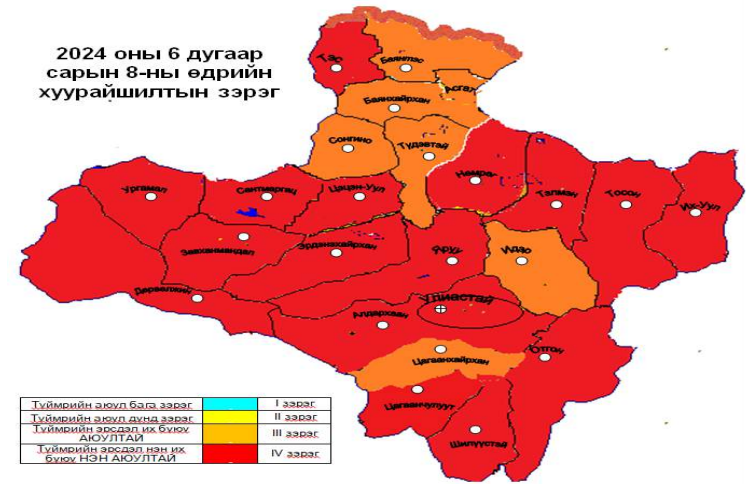 2024 оны 6 дугаар
сарын 8-ны өдрийн
хуурайшилтын зэрэг
Тэс
Баянтэс
Асгат
Баянхайрхан
Сонгино
Түдэвтэй
Ургамал
Сантмаргац
Цэцэн-Уул
Нөмрөг
Тэлмэн
Тосон
Их-Уул
Завханмандал
Эрдэнэхайрхан
Яруу
Идэр
Дөрвөлжин
Улиастай
Алдархаан
Цагаанхайрхан
Отгон
Цагаанчулуут
Шилүүстэй
Түймрийн аюул бага зэрэг I зэрэг
Түймрийн аюул дунд зэрэг II зэрэг
Түймрийн эрсдэл их буюу
АЮУЛТАЙ III зэрэг
Түймрийн эрсдэл нэн их
буюу НЭН АЮУЛТАЙ IV зэрэг